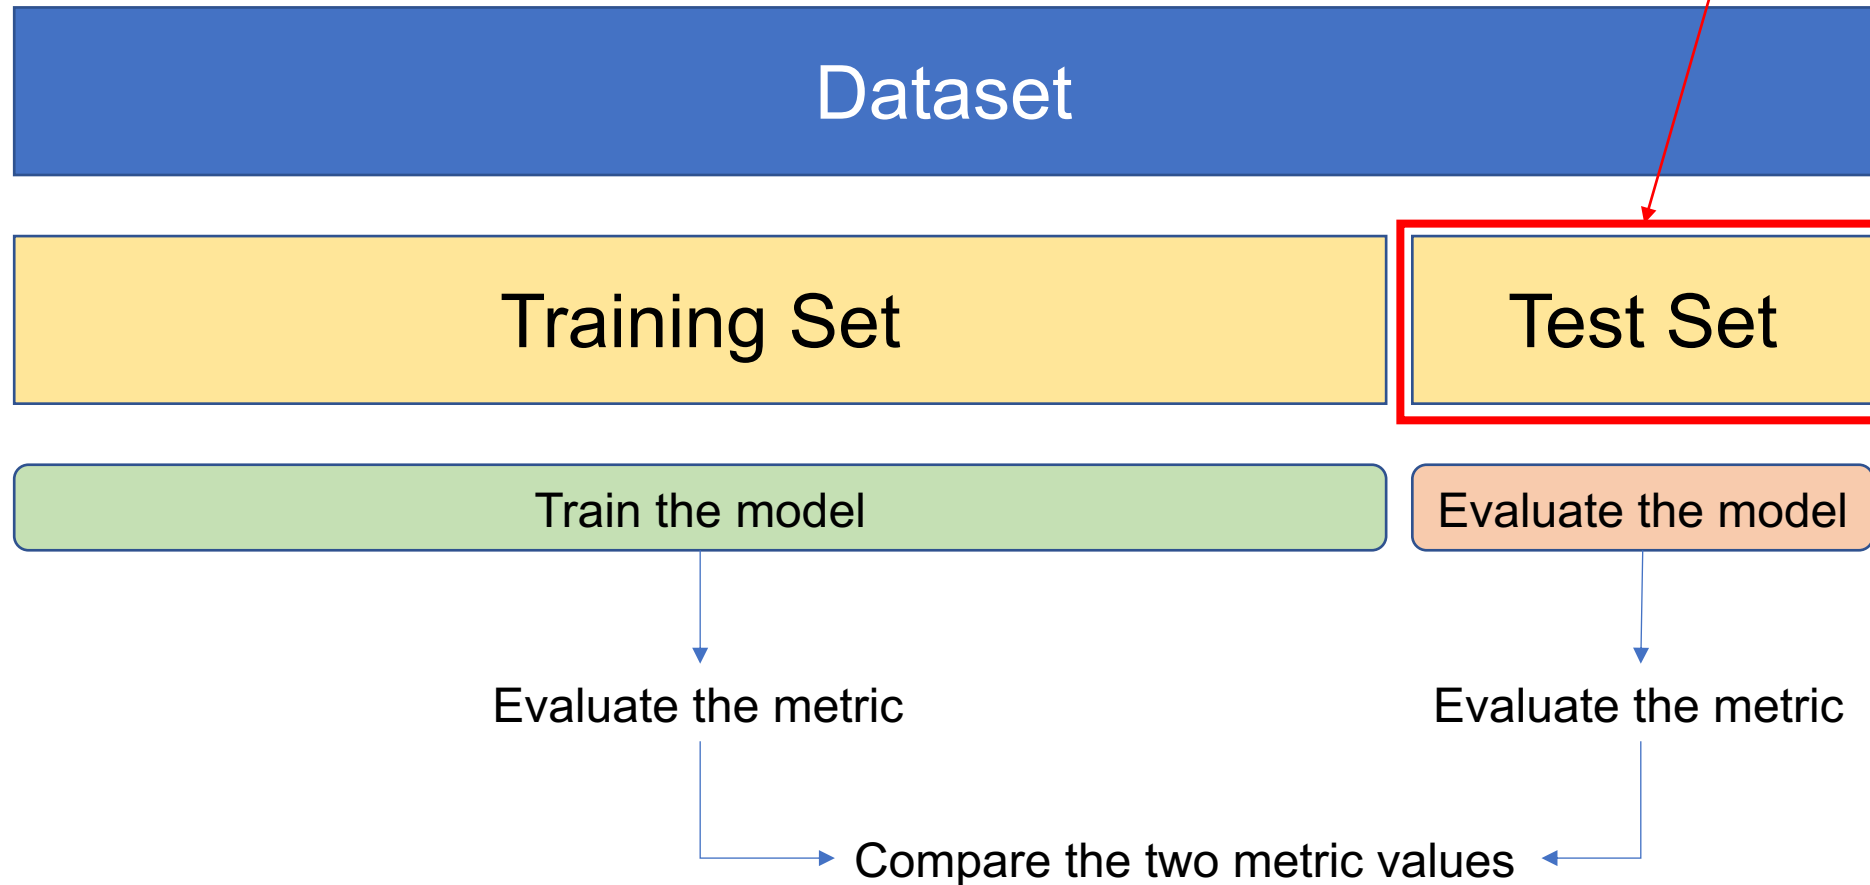 Dataset
Training Set
Test Set
Train the model
Evaluate the model
Evaluate the metric
Evaluate the metric
Compare the two metric values